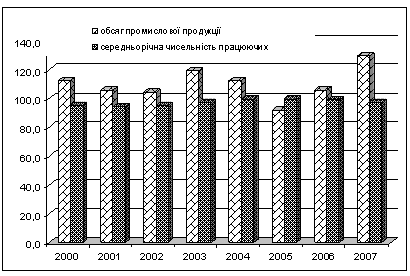 обсяг промислової продукції
середньорічна чисельність працюючих
140,0
120,0
100,0
80,0
60,0
40,0
20,0
0,0
2000 2001 2002 2003 2004 2005 2006 2007